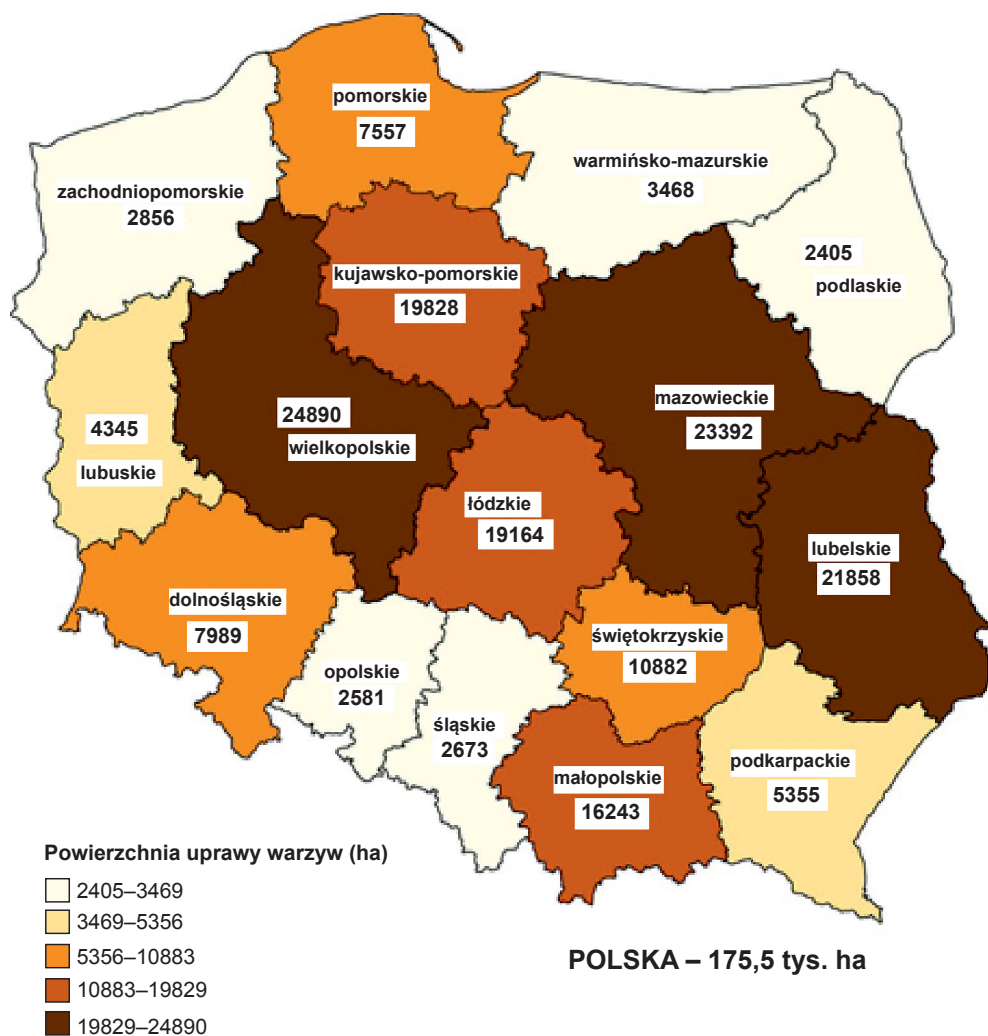 pomorskie
7557
warmińsko-mazurskie
3468
zachodniopomorskie
2856
2405
podlaskie
kujawsko-pomorskie
19828
mazowieckie
23392
24890
wielkopolskie
4345
lubuskie
łódzkie
19164
lubelskie
21858
dolnośląskie
7989
świętokrzyskie
10882
opolskie
2581
śląskie
2673
małopolskie
16243
podkarpackie
5355
Powierzchnia uprawy warzyw (ha)
2405–3469
3469–5356
5356–10883
10883–19829
19829–24890
POLSKA – 175,5 tys. ha